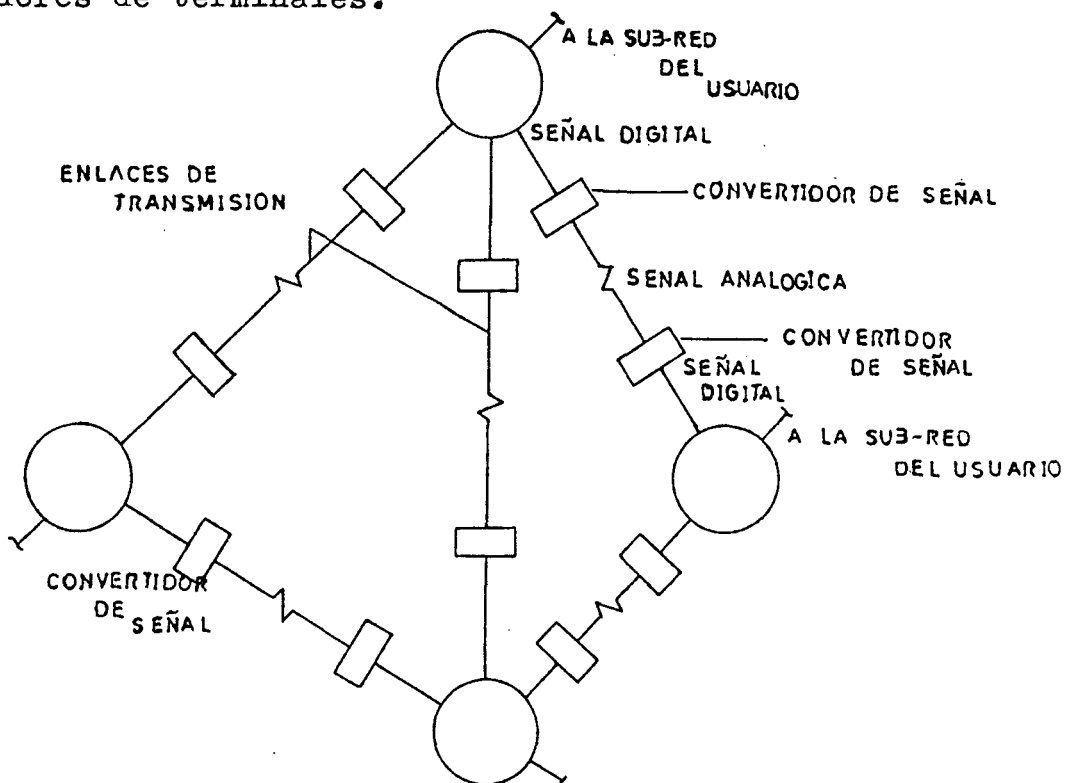 dores de terminales.
A LA SUB-RED
DEL
USUARIO
SEÑAL DIGITAL
ENLACES DE
TRANSMISION
CONVERTIDOR DE SEÑAL
SENAL ANALOGICA
CONVERTIDOR
DE SEÑAL
SEÑAL
DIGITAL
A LA SUB-RED
DEL USUARIO
CONVERTIDOR
DE
SEÑAL